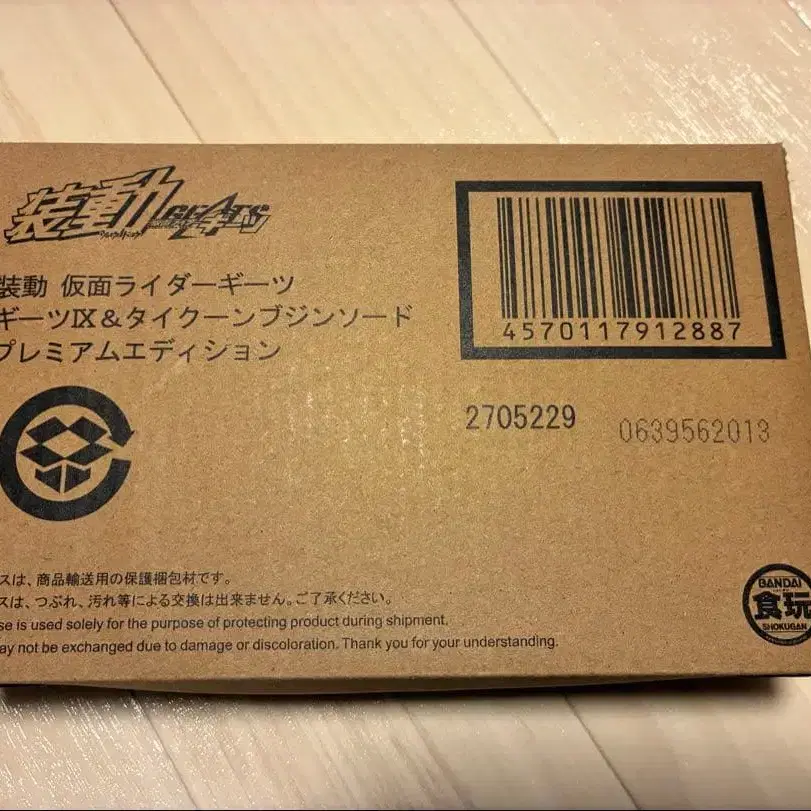 装動 GEATS
装動 仮面ライダーギーツ
ギーツⅨ&タイクーンブジンソード
プレミアムエディション
4570117912887
2705229
0639562013
スは、商品輸送用の保護梱包材です。
スは、つぶれ、汚れ等による交換は出来ません。ご了承ください。
se is used solely for the purpose of protecting product during shipment.
ay not be exchanged due to damage or discoloration. Thank you for your understanding.
BANDAI
食玩
SHOKUGAN